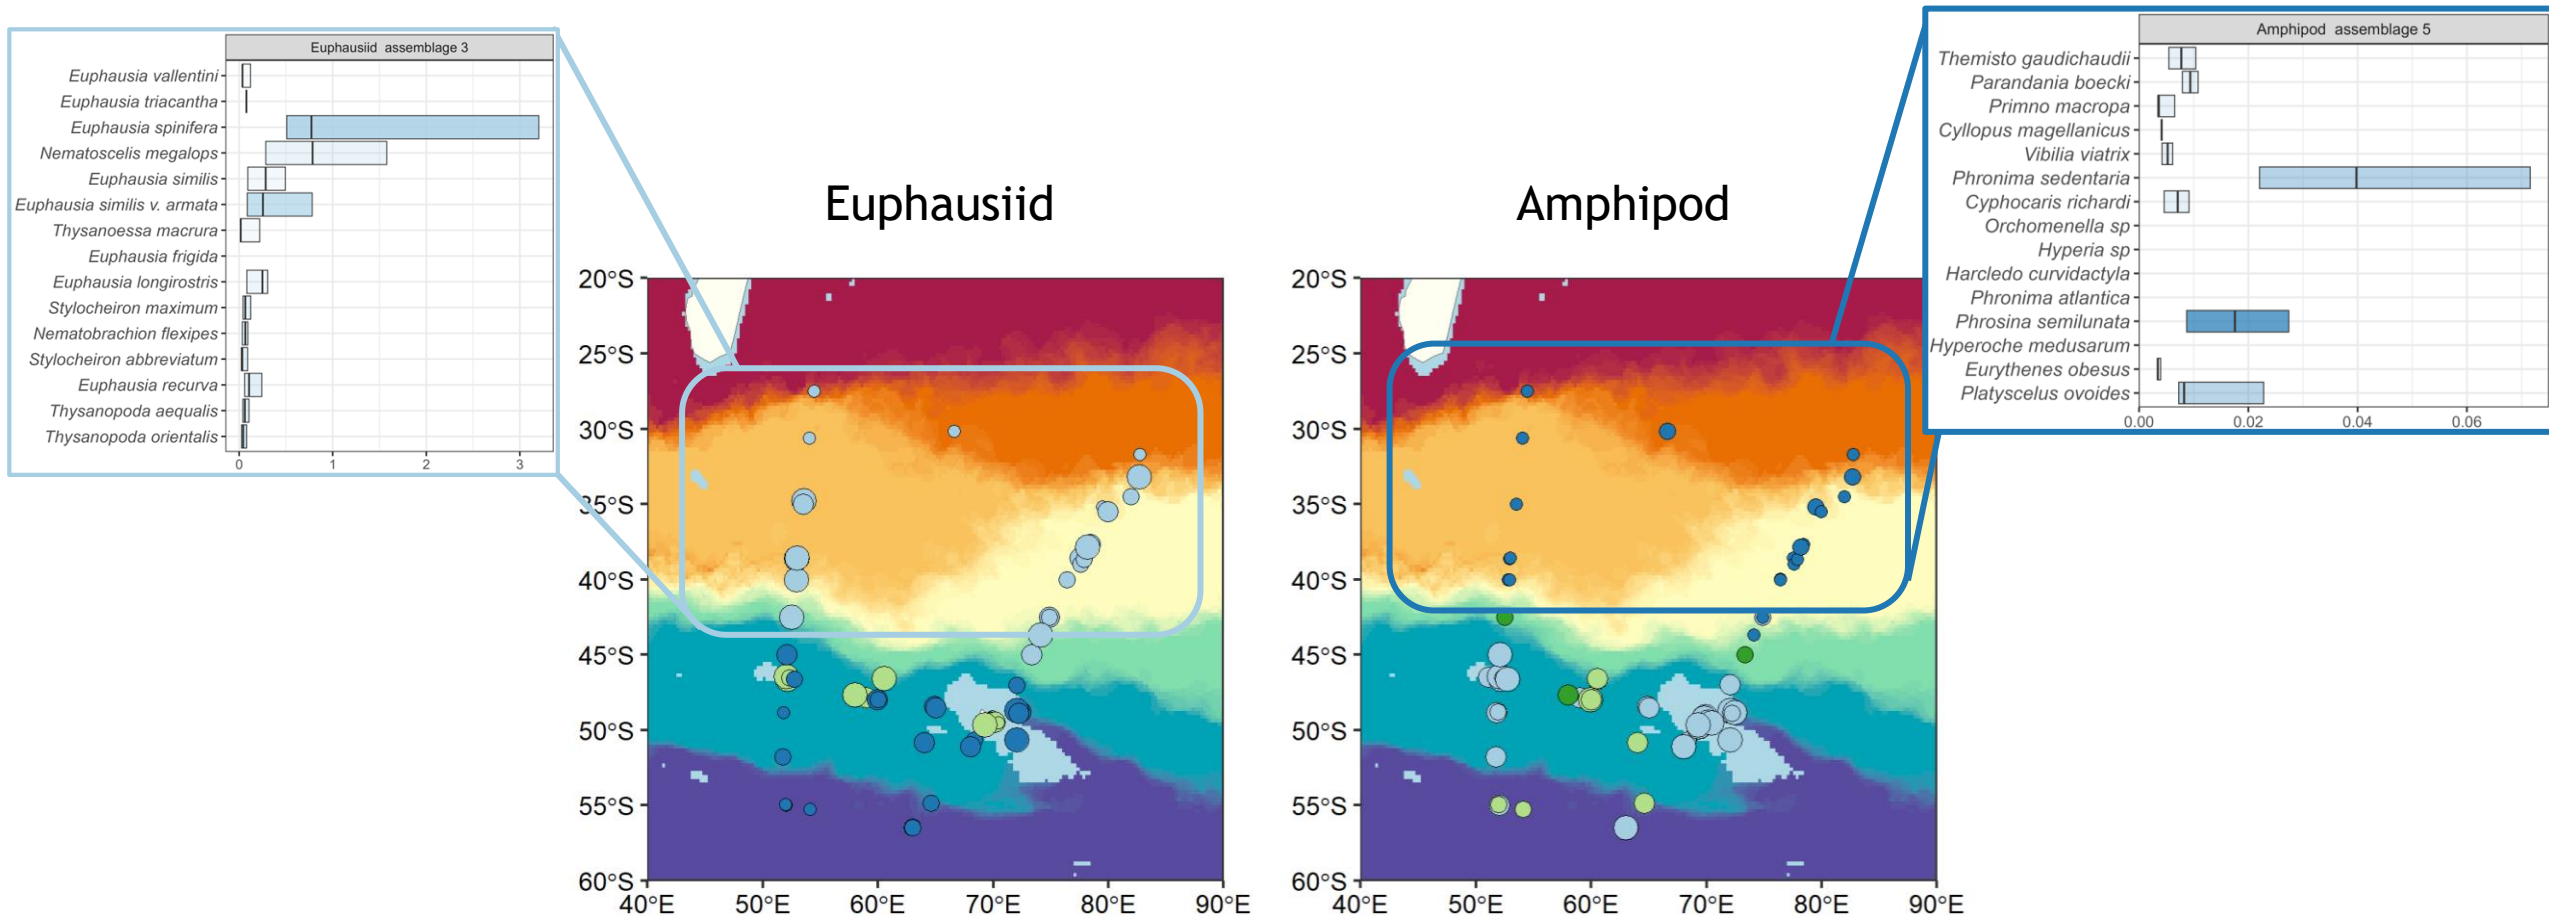 Euphausiid assemblage 3
Euphausia vallentini
Euphausia triacantha
Euphausia spinifera
Nematoscelis megalops
Euphausia similis
Euphausia similis v. armata
Thysanoessa macrura
Euphausia frigida
Euphausia longirostris
Stylocheiron maximum
Nematobrachion flexipes
Stylocheiron abbreviatum
Euphausia recurva
Thysanopoda aequalis
Thysanopoda orientalis
0 1 2 3
Euphausiid
20°S
25°S
30°S
35°S
40°S
45°S
50°S
55°S
60°S
40°E 50°E 60°E 70°E 80°E 90°E
Amphipod
20°S
25°S
30°S
35°S
40°S
45°S
50°S
55°S
60°S
40°E 50°E 60°E 70°E 80°E 90°E
Amphipod assemblage 5
Themisto gaudichaudii
Parandania boecki
Primno macropa
Cyllopus magellanicus
Vibilia viatrix
Phronima sedentaria
Cyphocaris richardi
Orchomenella sp
Hyperia sp
Harcledo curvidactyla
Phronima atlantica
Phrosina semilunata
Hyperoche medusarum
Eurythenes obesus
Platyscelus ovoides
0.00 0.02 0.04 0.06